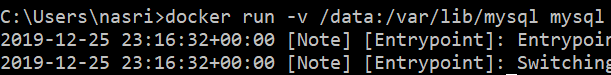 C:\Users\nasri>docker run -v /data:/var/lib/mysql mysql
2019-12-25 23:16:32+00:00 [Note] [Entrypoint]: Entrypoi
2019-12-25 23:16:32+00:00 [Note] [Entrypoint]: Switching